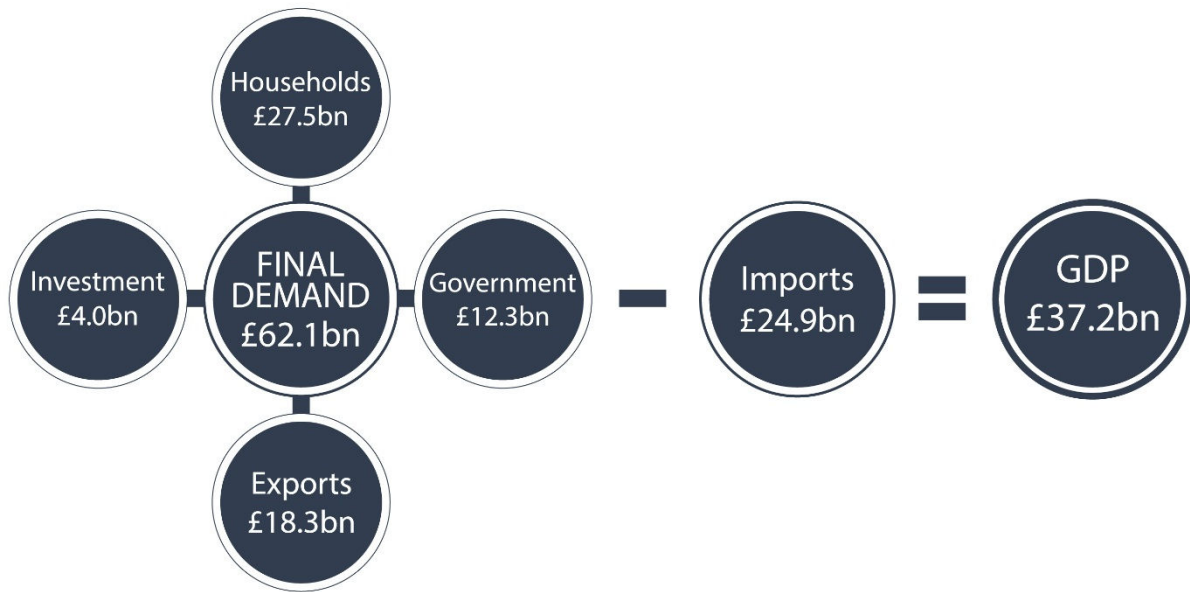 Households
£27.5bn
Investment
£4.0bn
FINAL
DEMAND
£62.1bn
Government
£12.3bn
Exports
£18.3bn
-
Imports
£24.9bn
=
GDP
£37.2bn